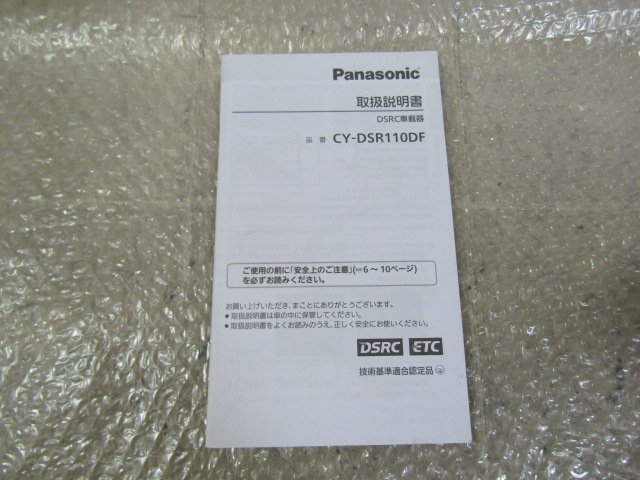 Panasonic
取扱説明書
DSRC車載器
品 番 CY-DSR110DF
ご使用の前に「安全上のご注意」(☞6 ～ 10ページ)
を必ずお読みください。
お買い上げいただき、まことにありがとうございます。
● 取扱説明書は車の中に保管してください。
● 取扱説明書をよくお読みのうえ、正しく安全にお使いください。
DSRC ETC
技術基準適合認定品